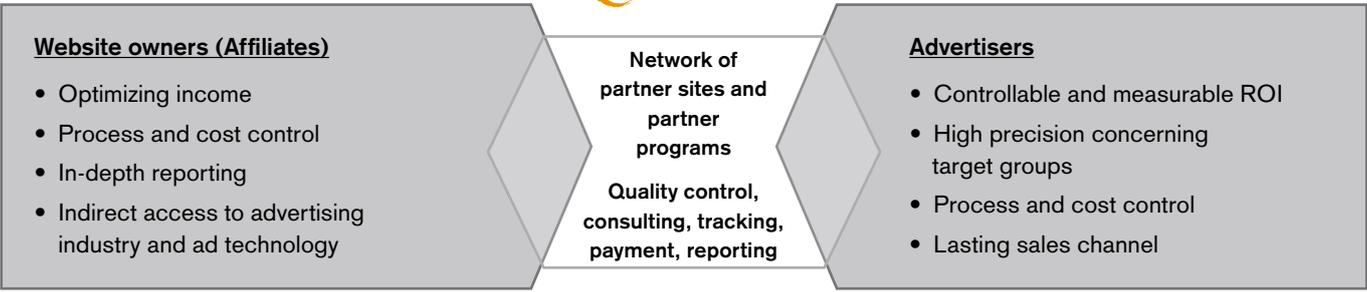 Website owners (Affiliates)
• Optimizing income
• Process and cost control
• In-depth reporting
• Indirect access to advertising
industry and ad technology
Network of
partner sites and
partner
programs
Quality control,
consulting, tracking,
payment, reporting
Advertisers
• Controllable and measurable ROI
• High precision concerning
target groups
• Process and cost control
• Lasting sales channel